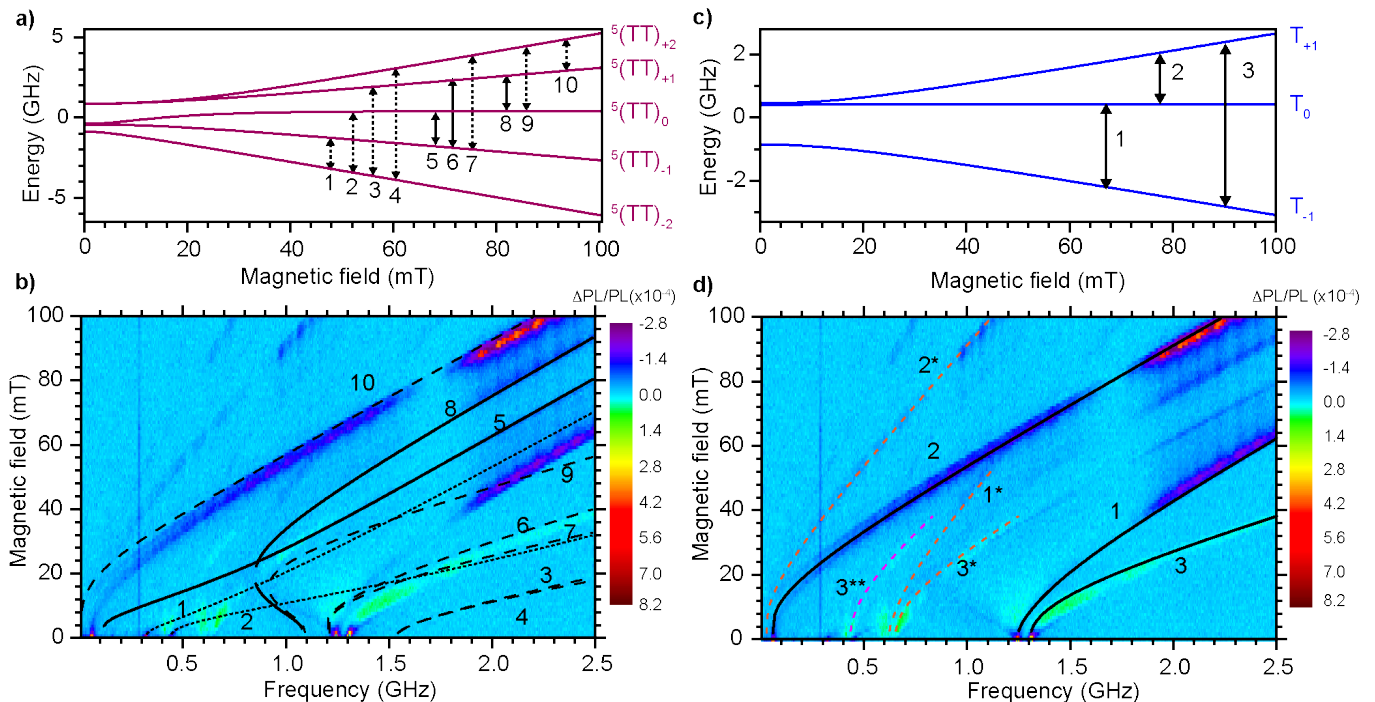 a)
5
0
-5
Energy (GHz)
1 2 3 4 5 6 7 8 9 10
⁵(TT)₊₂
⁵(TT)₊₁
⁵(TT)₀
⁵(TT)₋₁
⁵(TT)₋₂
0 20 40 60 80 100
Magnetic field (mT)
c)
2
0
-2
Energy (GHz)
1 2 3
T₊₁
T₀
T₋₁
0 20 40 60 80 100
Magnetic field (mT)
b)
ΔPL/PL(x10⁻⁴)
100
80
60
40
20
0
Magnetic field (mT)
10
8
5
9
6
7
3
1
2
4
0.5 1.0 1.5 2.0 2.5
Frequency (GHz)
-2.8
-1.4
0.0
1.4
2.8
4.2
5.6
7.0
8.2
d)
ΔPL/PL (x10⁻⁴)
100
80
60
40
20
0
Magnetic field (mT)
2*
2
1*
1
3**
3*
3
0.5 1.0 1.5 2.0 2.5
Frequency (GHz)
-2.8
-1.4
0.0
1.4
2.8
4.2
5.6
7.0
8.2